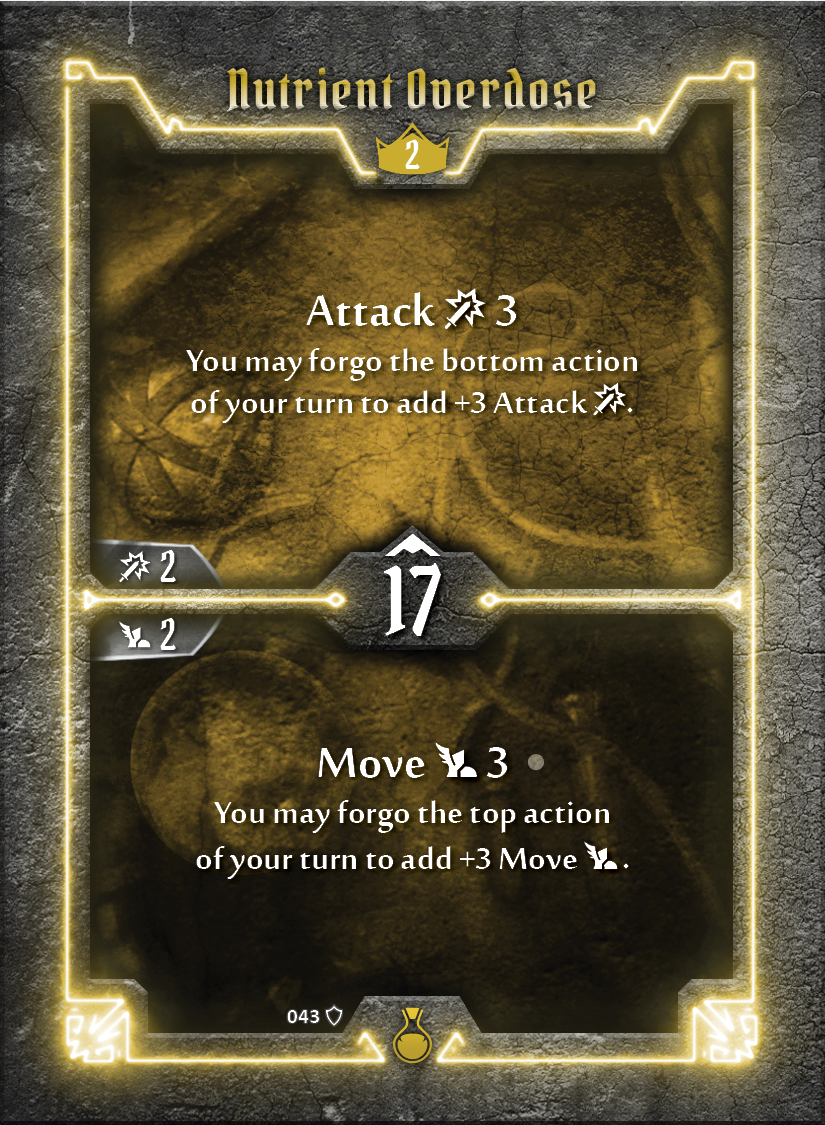 Nutrient Overdose
2
Attack 3
You may forgo the bottom action
of your turn to add +3 Attack .
2
17
2
Move 3
You may forgo the top action
of your turn to add +3 Move .
043